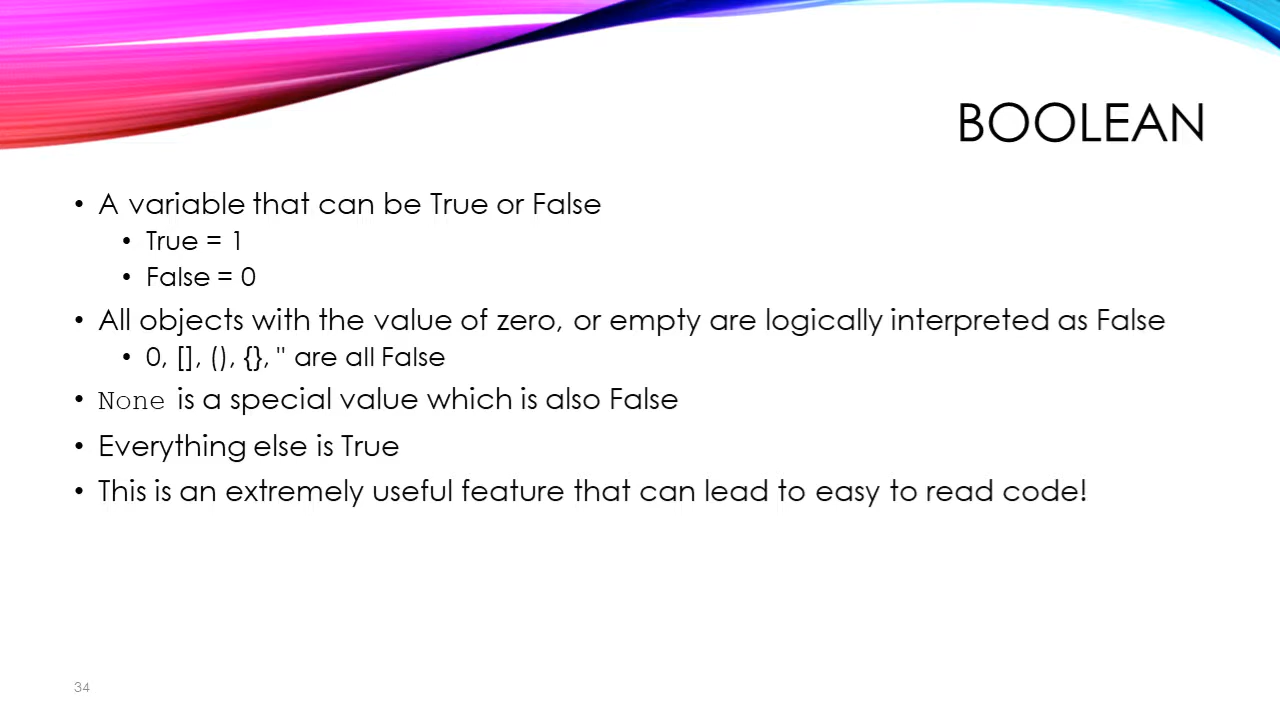 BOOLEAN
• A variable that can be True or False
• True = 1
• False = 0
• All objects with the value of zero, or empty are logically interpreted as False
• 0, [], (), {}, '' are all False
• None is a special value which is also False
• Everything else is True
• This is an extremely useful feature that can lead to easy to read code!
34